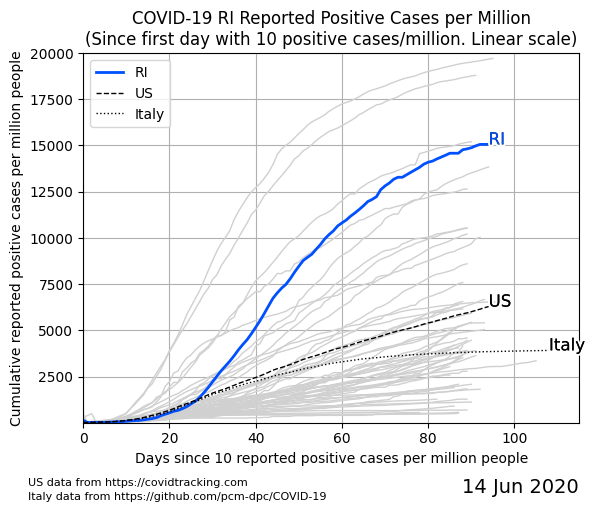 COVID-19 RI Reported Positive Cases per Million
(Since first day with 10 positive cases/million. Linear scale)
Cumulative reported positive cases per million people
20000
17500
15000
12500
10000
7500
5000
2500
RI
US
Italy
RI
US
Italy
0 20 40 60 80 100
Days since 10 reported positive cases per million people
US data from https://covidtracking.com
Italy data from https://github.com/pcm-dpc/COVID-19
14 Jun 2020